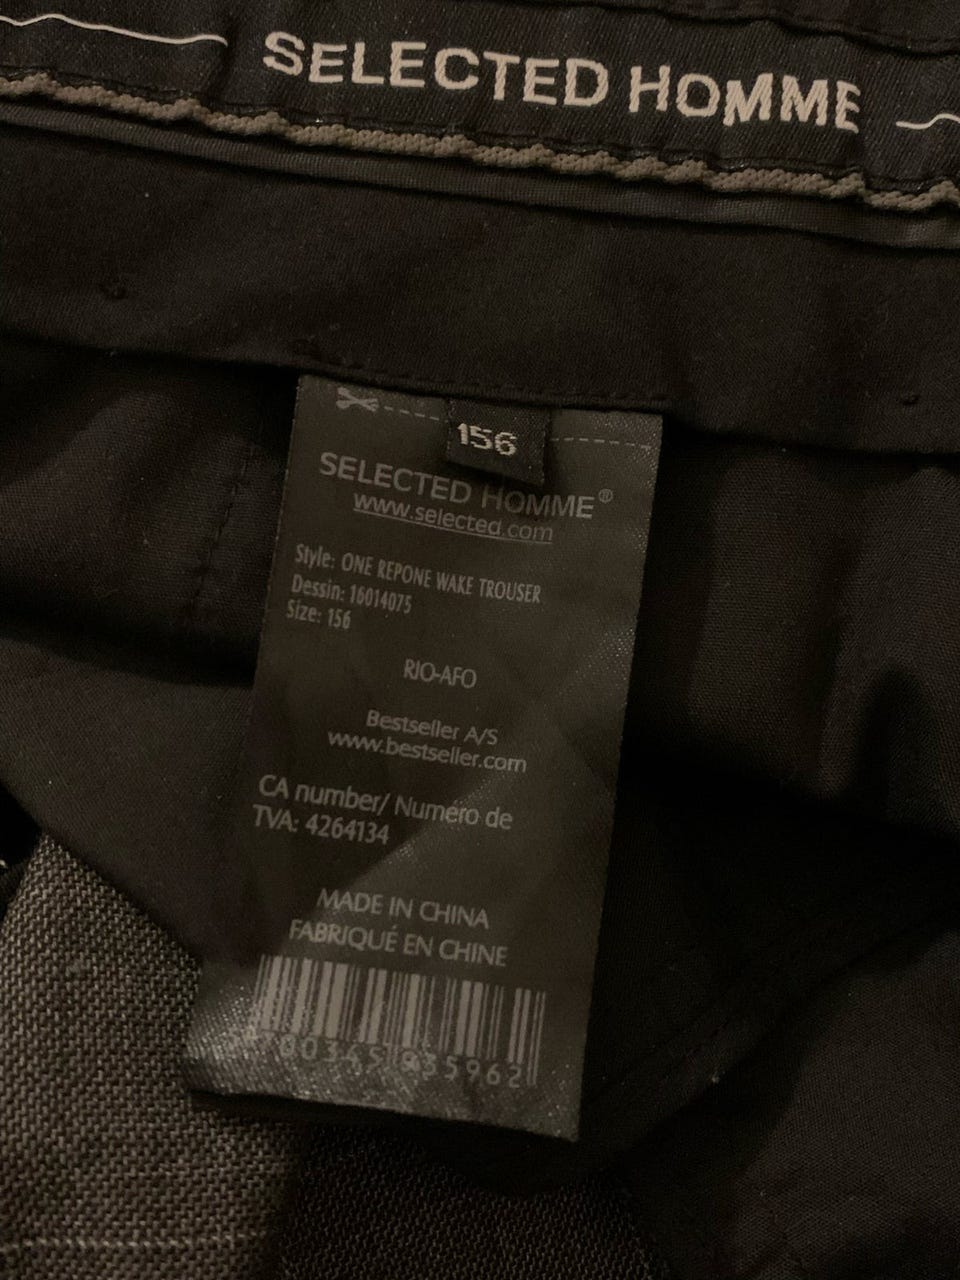 SELECTED HOMME
156
SELECTED HOMME®
www.selected.com
Style: ONE REPONE WAKE TROUSER
Dessin: 16014075
Size: 156
RIO-AFO
Bestseller A/S
www.bestseller.com
CA number/ Numéro de
TVA: 4264134
MADE IN CHINA
FABRIQUÉ EN CHINE